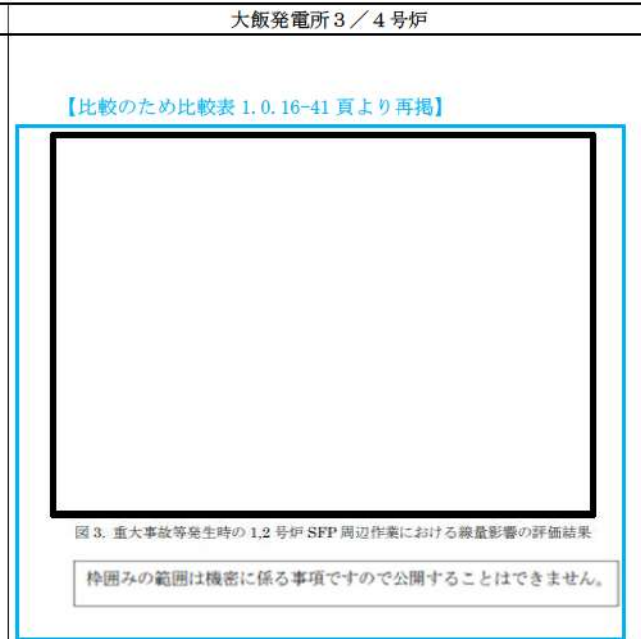 大飯発電所3／4号炉
【比較のため比較表 1.0.16-41 頁より再掲】
図 3. 重大事故等発生時の 1,2 号炉 SFP 周辺作業における線量影響の評価結果
枠囲みの範囲は機密に係る事項ですので公開することはできません。